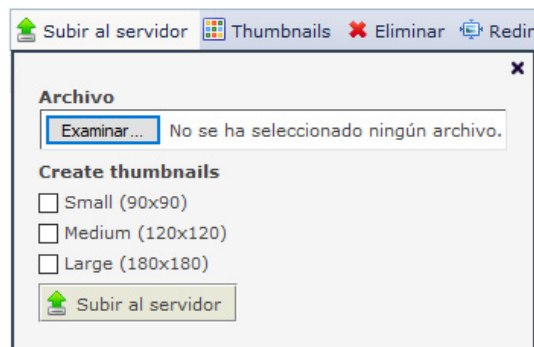 Subir al servidor Thumbnails Eliminar Redir
Archivo
Examinar... No se ha seleccionado ningún archivo.
Create thumbnails
Small (90x90)
Medium (120x120)
Large (180x180)
Subir al servidor